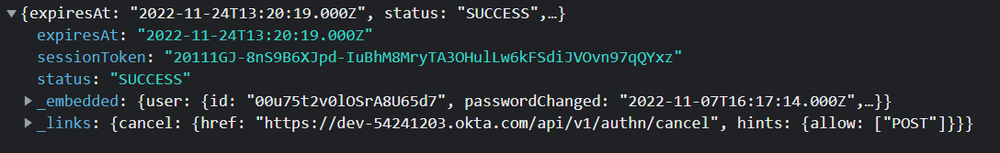 ▼{expiresAt: "2022-11-24T13:20:19.000Z", status: "SUCCESS",…}
expiresAt: "2022-11-24T13:20:19.000Z"
sessionToken: "20111GJ-8nS9B6XJpd-IuBhM8MryTA3OHulLw6kFSdiJVOvn97qQYxz"
status: "SUCCESS"
▶_embedded: {user: {id: "00u75t2v0lOSrA8U65d7", passwordChanged: "2022-11-07T16:17:14.000Z",…}}
▶_links: {cancel: {href: "https://dev-54241203.okta.com/api/v1/authn/cancel", hints: {allow: ["POST"]}}}